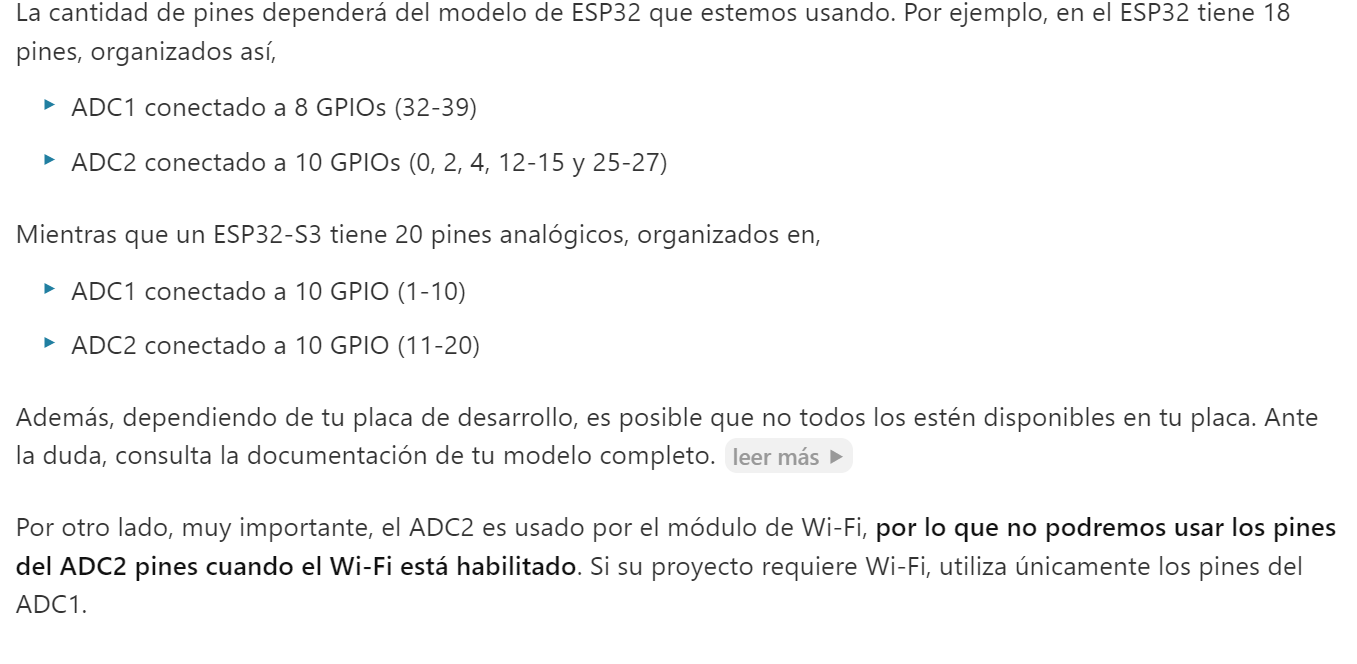 La cantidad de pines dependerá del modelo de ESP32 que estemos usando. Por ejemplo, en el ESP32 tiene 18
pines, organizados así,
ADC1 conectado a 8 GPIOs (32-39)
ADC2 conectado a 10 GPIOs (0, 2, 4, 12-15 y 25-27)
Mientras que un ESP32-S3 tiene 20 pines analógicos, organizados en,
ADC1 conectado a 10 GPIO (1-10)
ADC2 conectado a 10 GPIO (11-20)
Además, dependiendo de tu placa de desarrollo, es posible que no todos los estén disponibles en tu placa. Ante
la duda, consulta la documentación de tu modelo completo. leer más
Por otro lado, muy importante, el ADC2 es usado por el módulo de Wi-Fi, por lo que no podremos usar los pines
del ADC2 pines cuando el Wi-Fi está habilitado. Si su proyecto requiere Wi-Fi, utiliza únicamente los pines del
ADC1.